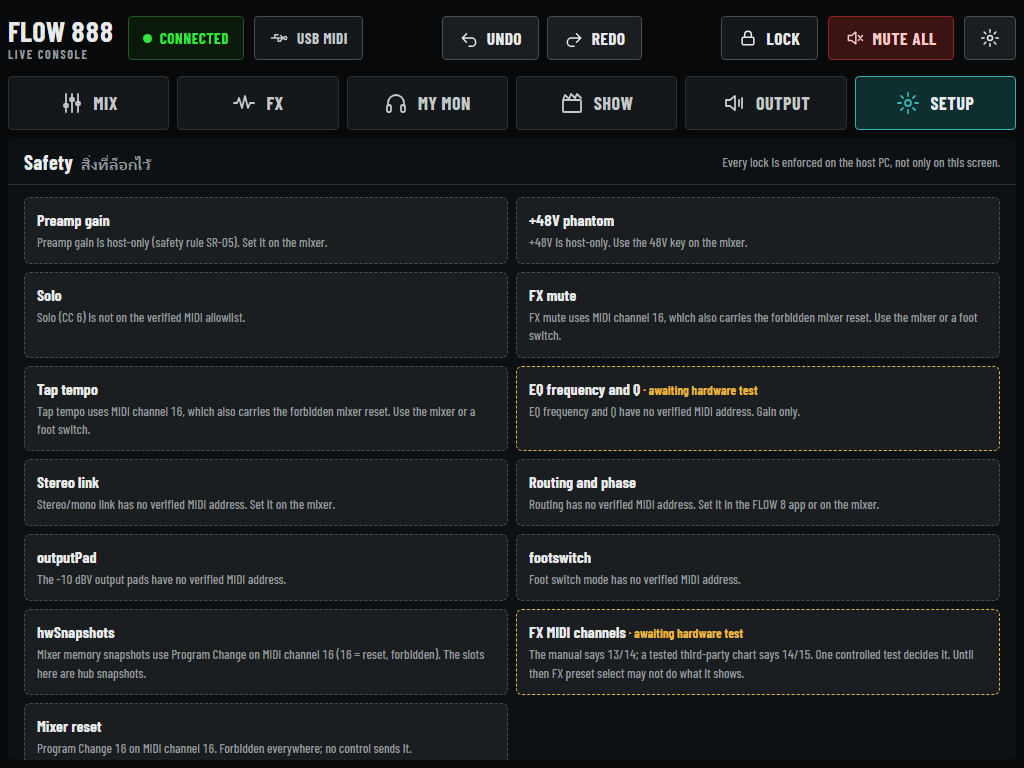 FLOW 888
LIVE CONSOLE
CONNECTED
USB MIDI
UNDO
REDO
LOCK
MUTE ALL
MIX
FX
MY MON
SHOW
OUTPUT
SETUP
Safety สิ่งที่ล็อกไว้
Every lock is enforced on the host PC, not only on this screen.
Preamp gain
Preamp gain is host-only (safety rule SR-05). Set it on the mixer.
+48V phantom
+48V is host-only. Use the 48V key on the mixer.
Solo
Solo (CC 6) is not on the verified MIDI allowlist.
FX mute
FX mute uses MIDI channel 16, which also carries the forbidden mixer reset. Use the mixer or a foot
switch.
Tap tempo
Tap tempo uses MIDI channel 16, which also carries the forbidden mixer reset. Use the mixer or a
foot switch.
EQ frequency and Q · awaiting hardware test
EQ frequency and Q have no verified MIDI address. Gain only.
Stereo link
Stereo/mono link has no verified MIDI address. Set it on the mixer.
Routing and phase
Routing has no verified MIDI address. Set it in the FLOW 8 app or on the mixer.
outputPad
The -10 dBV output pads have no verified MIDI address.
footswitch
Foot switch mode has no verified MIDI address.
hwSnapshots
Mixer memory snapshots use Program Change on MIDI channel 16 (16 = reset, forbidden). The slots
here are hub snapshots.
FX MIDI channels · awaiting hardware test
The manual says 13/14; a tested third-party chart says 14/15. One controlled test decides it. Until
then FX preset select may not do what it shows.
Mixer reset
Program Change 16 on MIDI channel 16. Forbidden everywhere; no control sends it.